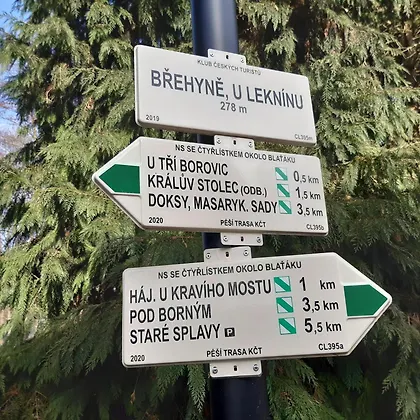 KLUB ČESKÝCH TURISTŮ
BŘEHYNĚ, U LEKNÍNU
278 m
2019 CL395m
NS SE ČTYŘLÍSTKEM OKOLO BLAŤÁKU
U TŘÍ BOROVIC 0,5 km
KRÁLŮV STOLEC (ODB.) 1,5 km
DOKSY, MASARYK. SADY 3,5 km
2020 PĚŠÍ TRASA KČT CL395b
NS SE ČTYŘLÍSTKEM OKOLO BLAŤÁKU
HÁJ. U KRAVÍHO MOSTU 1 km
POD BORNÝM 3,5 km
STARÉ SPLAVY P 5,5 km
2020 PĚŠÍ TRASA KČT CL395a